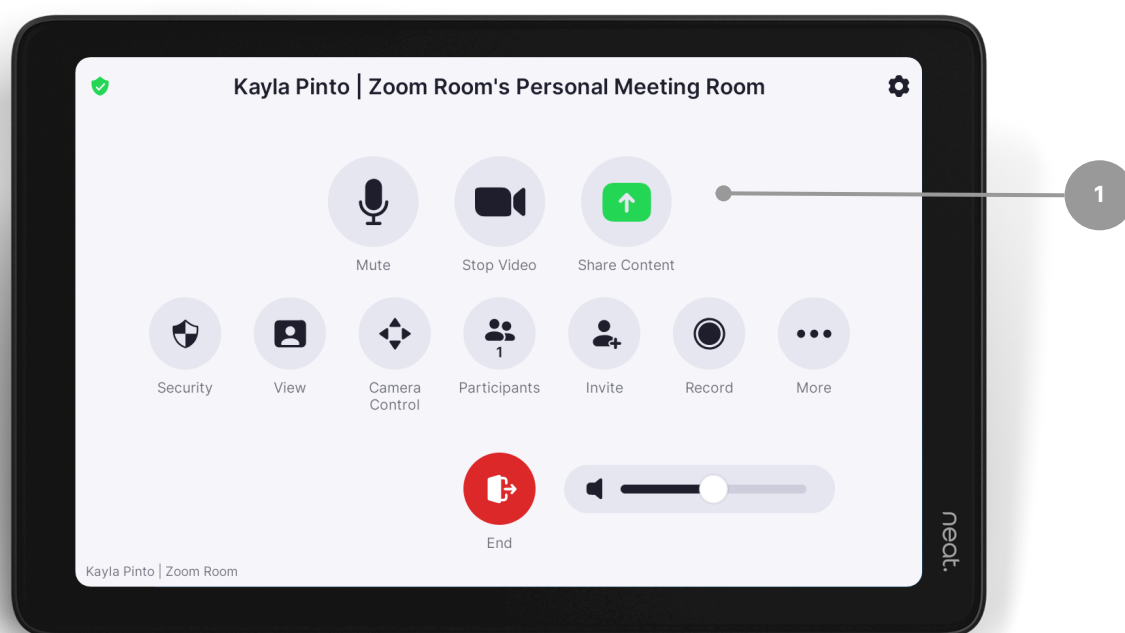 Kayla Pinto | Zoom Room's Personal Meeting Room
1
Mute
Stop Video
Share Content
1
Security
View
Camera
Control
Participants
Invite
Record
More
End
neat.
Kayla Pinto | Zoom Room